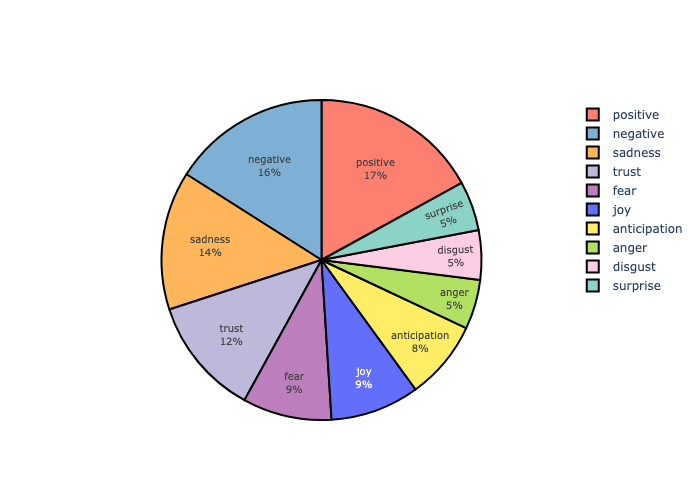 negative
16%
positive
17%
surprise
5%
sadness
14%
disgust
5%
anger
5%
trust
12%
anticipation
8%
fear
9%
joy
9%
positive
negative
sadness
trust
fear
joy
anticipation
anger
disgust
surprise